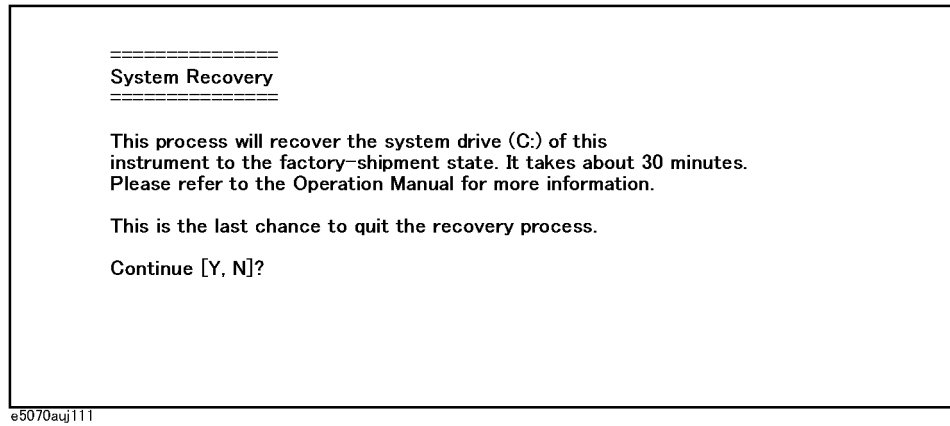 ===============
System Recovery
===============
This process will recover the system drive (C:) of this
instrument to the factory-shipment state. It takes about 30 minutes.
Please refer to the Operation Manual for more information.
This is the last chance to quit the recovery process.
Continue [Y, N]?
e5070auj111